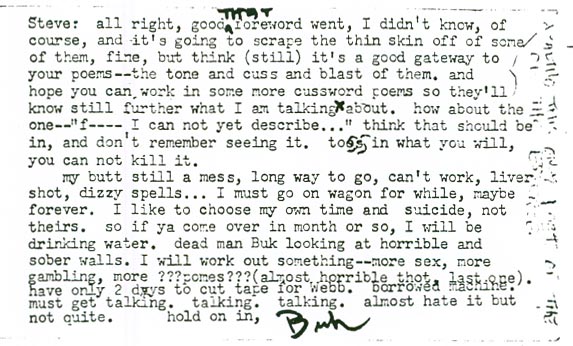 THAT
Steve: all right, good foreword went, I didn't know, of
course, and it's going to scrape the thin skin off of some
of them, fine, but think (still) it's a good gateway to
your poems--the tone and cuss and blast of them. and
hope you can work in some more cussword poems so they'll
know still further what I am talking about. how about the
one--"f---- I can not yet describe..." think that should be
in, and don't remember seeing it. toss in what you will,
you can not kill it.
my butt still a mess, long way to go, can't work, liver
shot, dizzy spells... I must go on wagon for while, maybe
forever. I like to choose my own time and suicide, not
theirs. so if ya come over in month or so, I will be
drinking water. dead man Buk looking at horrible and
sober walls. I will work out something--more sex, more
gambling, more ???pomes???(almost horrible thot, last one).
have only 2 days to cut tape for Webb. borrowed machine.
must get talking. talking. talking. almost hate it but
not quite. hold on in,
Buk